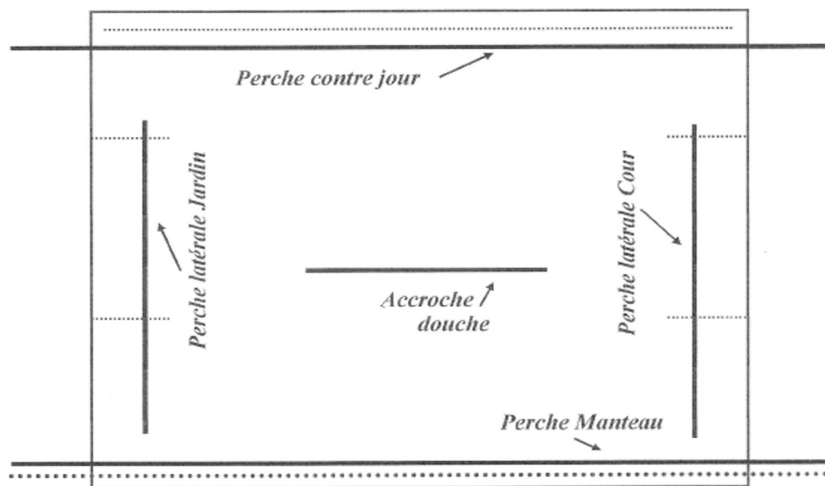 Perche contre jour
Perche latérale Jardin
Perche latérale Cour
Accroche
douche
Perche Manteau